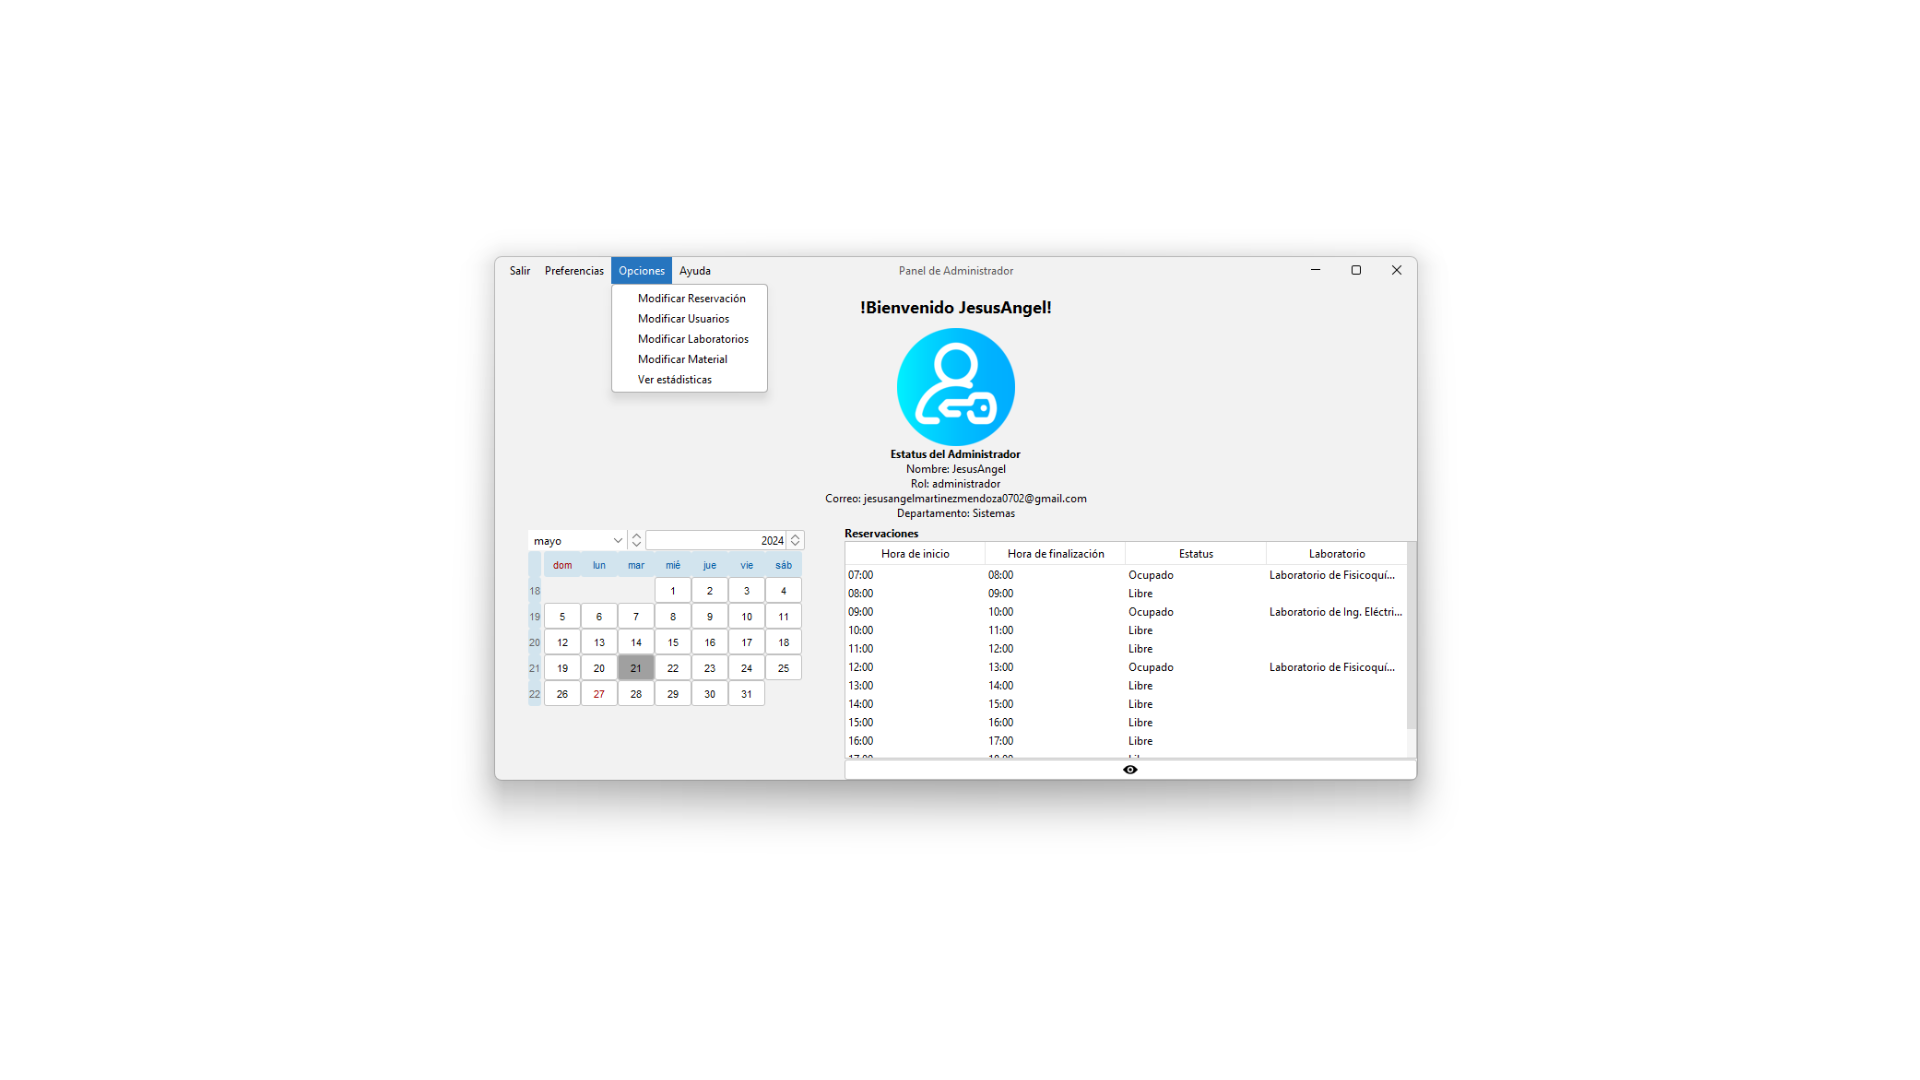 Salir Preferencias Opciones Ayuda Panel de Administrador
Modificar Reservación
Modificar Usuarios
Modificar Laboratorios
Modificar Material
Ver estádisticas
!Bienvenido JesusAngel!
Estatus del Administrador
Nombre: JesusAngel
Rol: administrador
Correo: jesusangelmartinezmendoza0702@gmail.com
Departamento: Sistemas
mayo 2024
dom lun mar mié jue vie sáb
18 1 2 3 4
19 5 6 7 8 9 10 11
20 12 13 14 15 16 17 18
21 19 20 21 22 23 24 25
22 26 27 28 29 30 31
Reservaciones
Hora de inicio Hora de finalización Estatus Laboratorio
07:00 08:00 Ocupado Laboratorio de Fisicoquí...
08:00 09:00 Libre
09:00 10:00 Ocupado Laboratorio de Ing. Eléctri...
10:00 11:00 Libre
11:00 12:00 Libre
12:00 13:00 Ocupado Laboratorio de Fisicoquí...
13:00 14:00 Libre
14:00 15:00 Libre
15:00 16:00 Libre
16:00 17:00 Libre